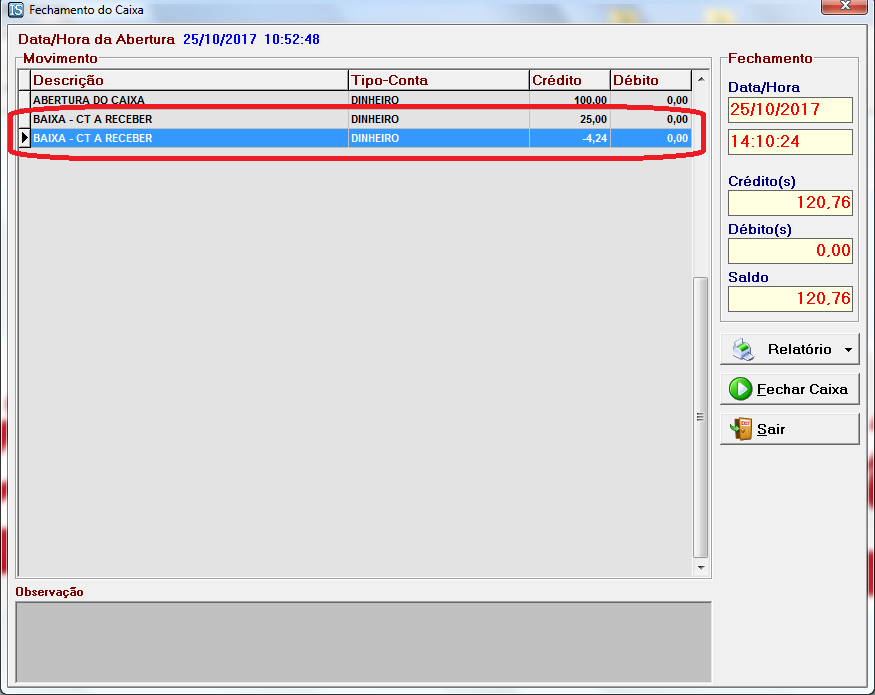 IS Fechamento do Caixa
Data/Hora da Abertura 25/10/2017 10:52:48
Movimento
Descrição Tipo-Conta Crédito Débito
ABERTURA DO CAIXA DINHEIRO 100,00 0,00
BAIXA - CT A RECEBER DINHEIRO 25,00 0,00
BAIXA - CT A RECEBER DINHEIRO -4,24 0,00
Fechamento
Data/Hora
25/10/2017
14:10:24
Crédito(s)
120,76
Débito(s)
0,00
Saldo
120,76
Relatório
Fechar Caixa
Sair
Observação